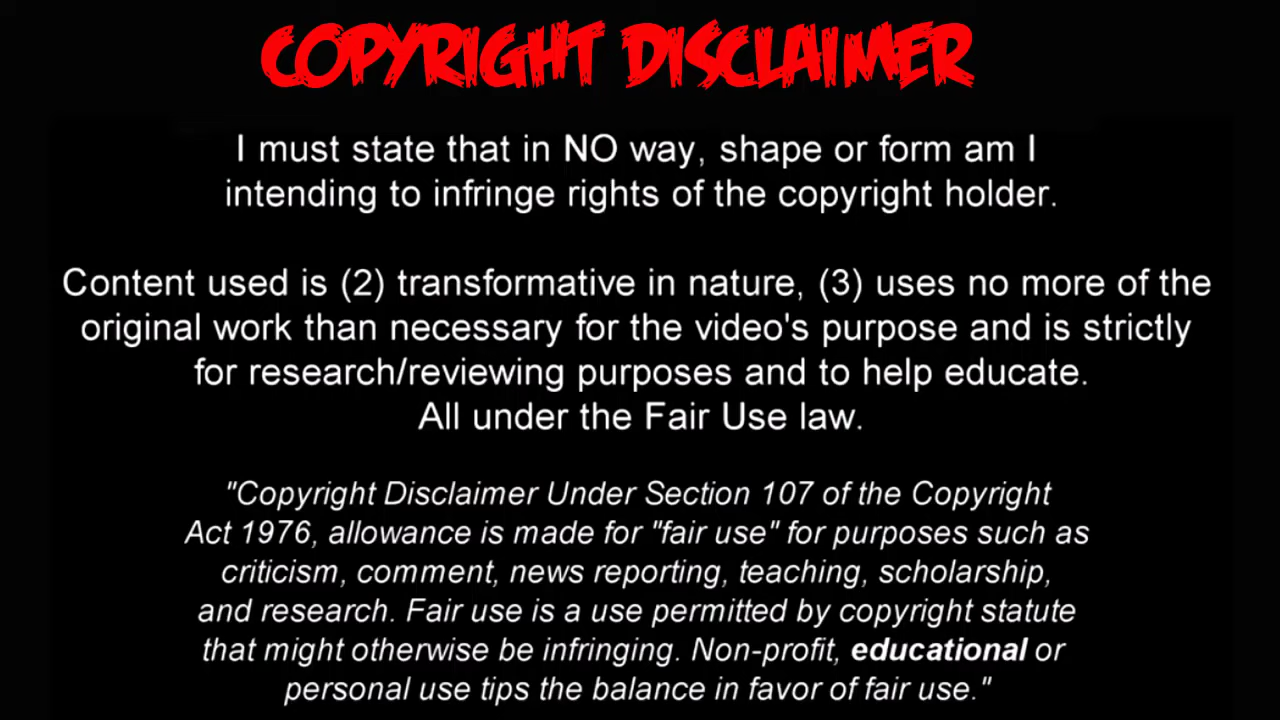 COPYRIGHT DISCLAIMER
I must state that in NO way, shape or form am I
intending to infringe rights of the copyright holder.
Content used is (2) transformative in nature, (3) uses no more of the
original work than necessary for the video's purpose and is strictly
for research/reviewing purposes and to help educate.
All under the Fair Use law.
"Copyright Disclaimer Under Section 107 of the Copyright
Act 1976, allowance is made for "fair use" for purposes such as
criticism, comment, news reporting, teaching, scholarship,
and research. Fair use is a use permitted by copyright statute
that might otherwise be infringing. Non-profit, educational or
personal use tips the balance in favor of fair use."